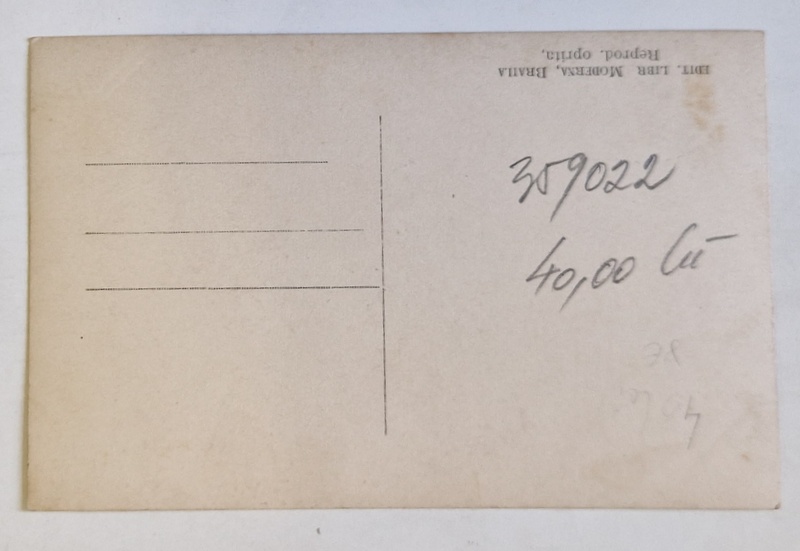 EDIT. LIBR. MODERNA, BRAILA
Reprod. oprita.
359022
40,00 lei